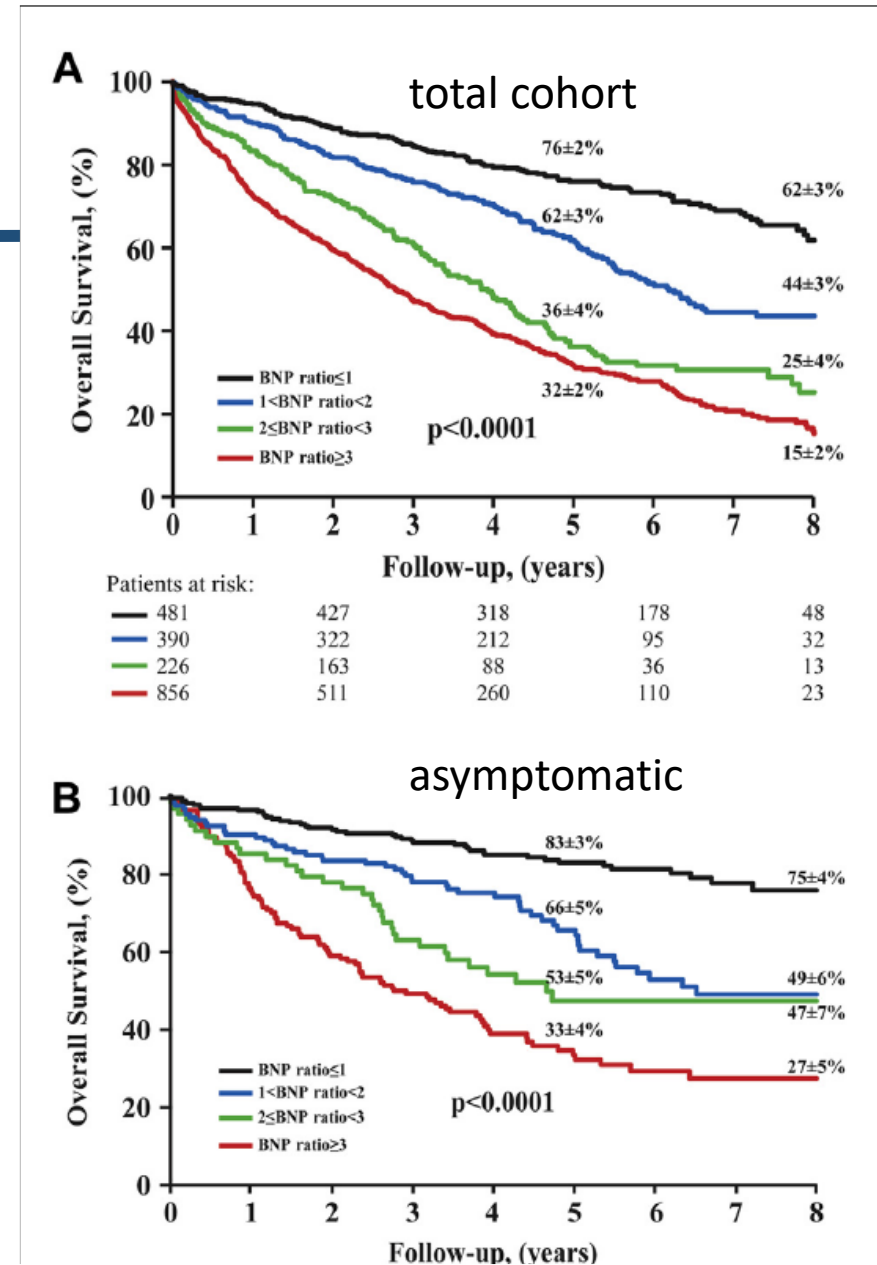 A
total cohort
100
80
60
40
20
0
Overall Survival, (%)
76±2%
62±3%
62±3%
44±3%
36±4%
25±4%
32±2%
15±2%
BNP ratio≤1
1<BNP ratio<2
2≤BNP ratio<3
BNP ratio≥3
p<0.0001
0 1 2 3 4 5 6 7 8
Follow-up, (years)
Patients at risk:
481 427 318 178 48
390 322 212 95 32
226 163 88 36 13
856 511 260 110 23
B
asymptomatic
100
80
60
40
20
0
Overall Survival, (%)
83±3%
75±4%
66±5%
49±6%
53±5%
47±7%
33±4%
27±5%
BNP ratio≤1
1<BNP ratio<2
2≤BNP ratio<3
BNP ratio≥3
p<0.0001
0 1 2 3 4 5 6 7 8
Follow-up, (years)